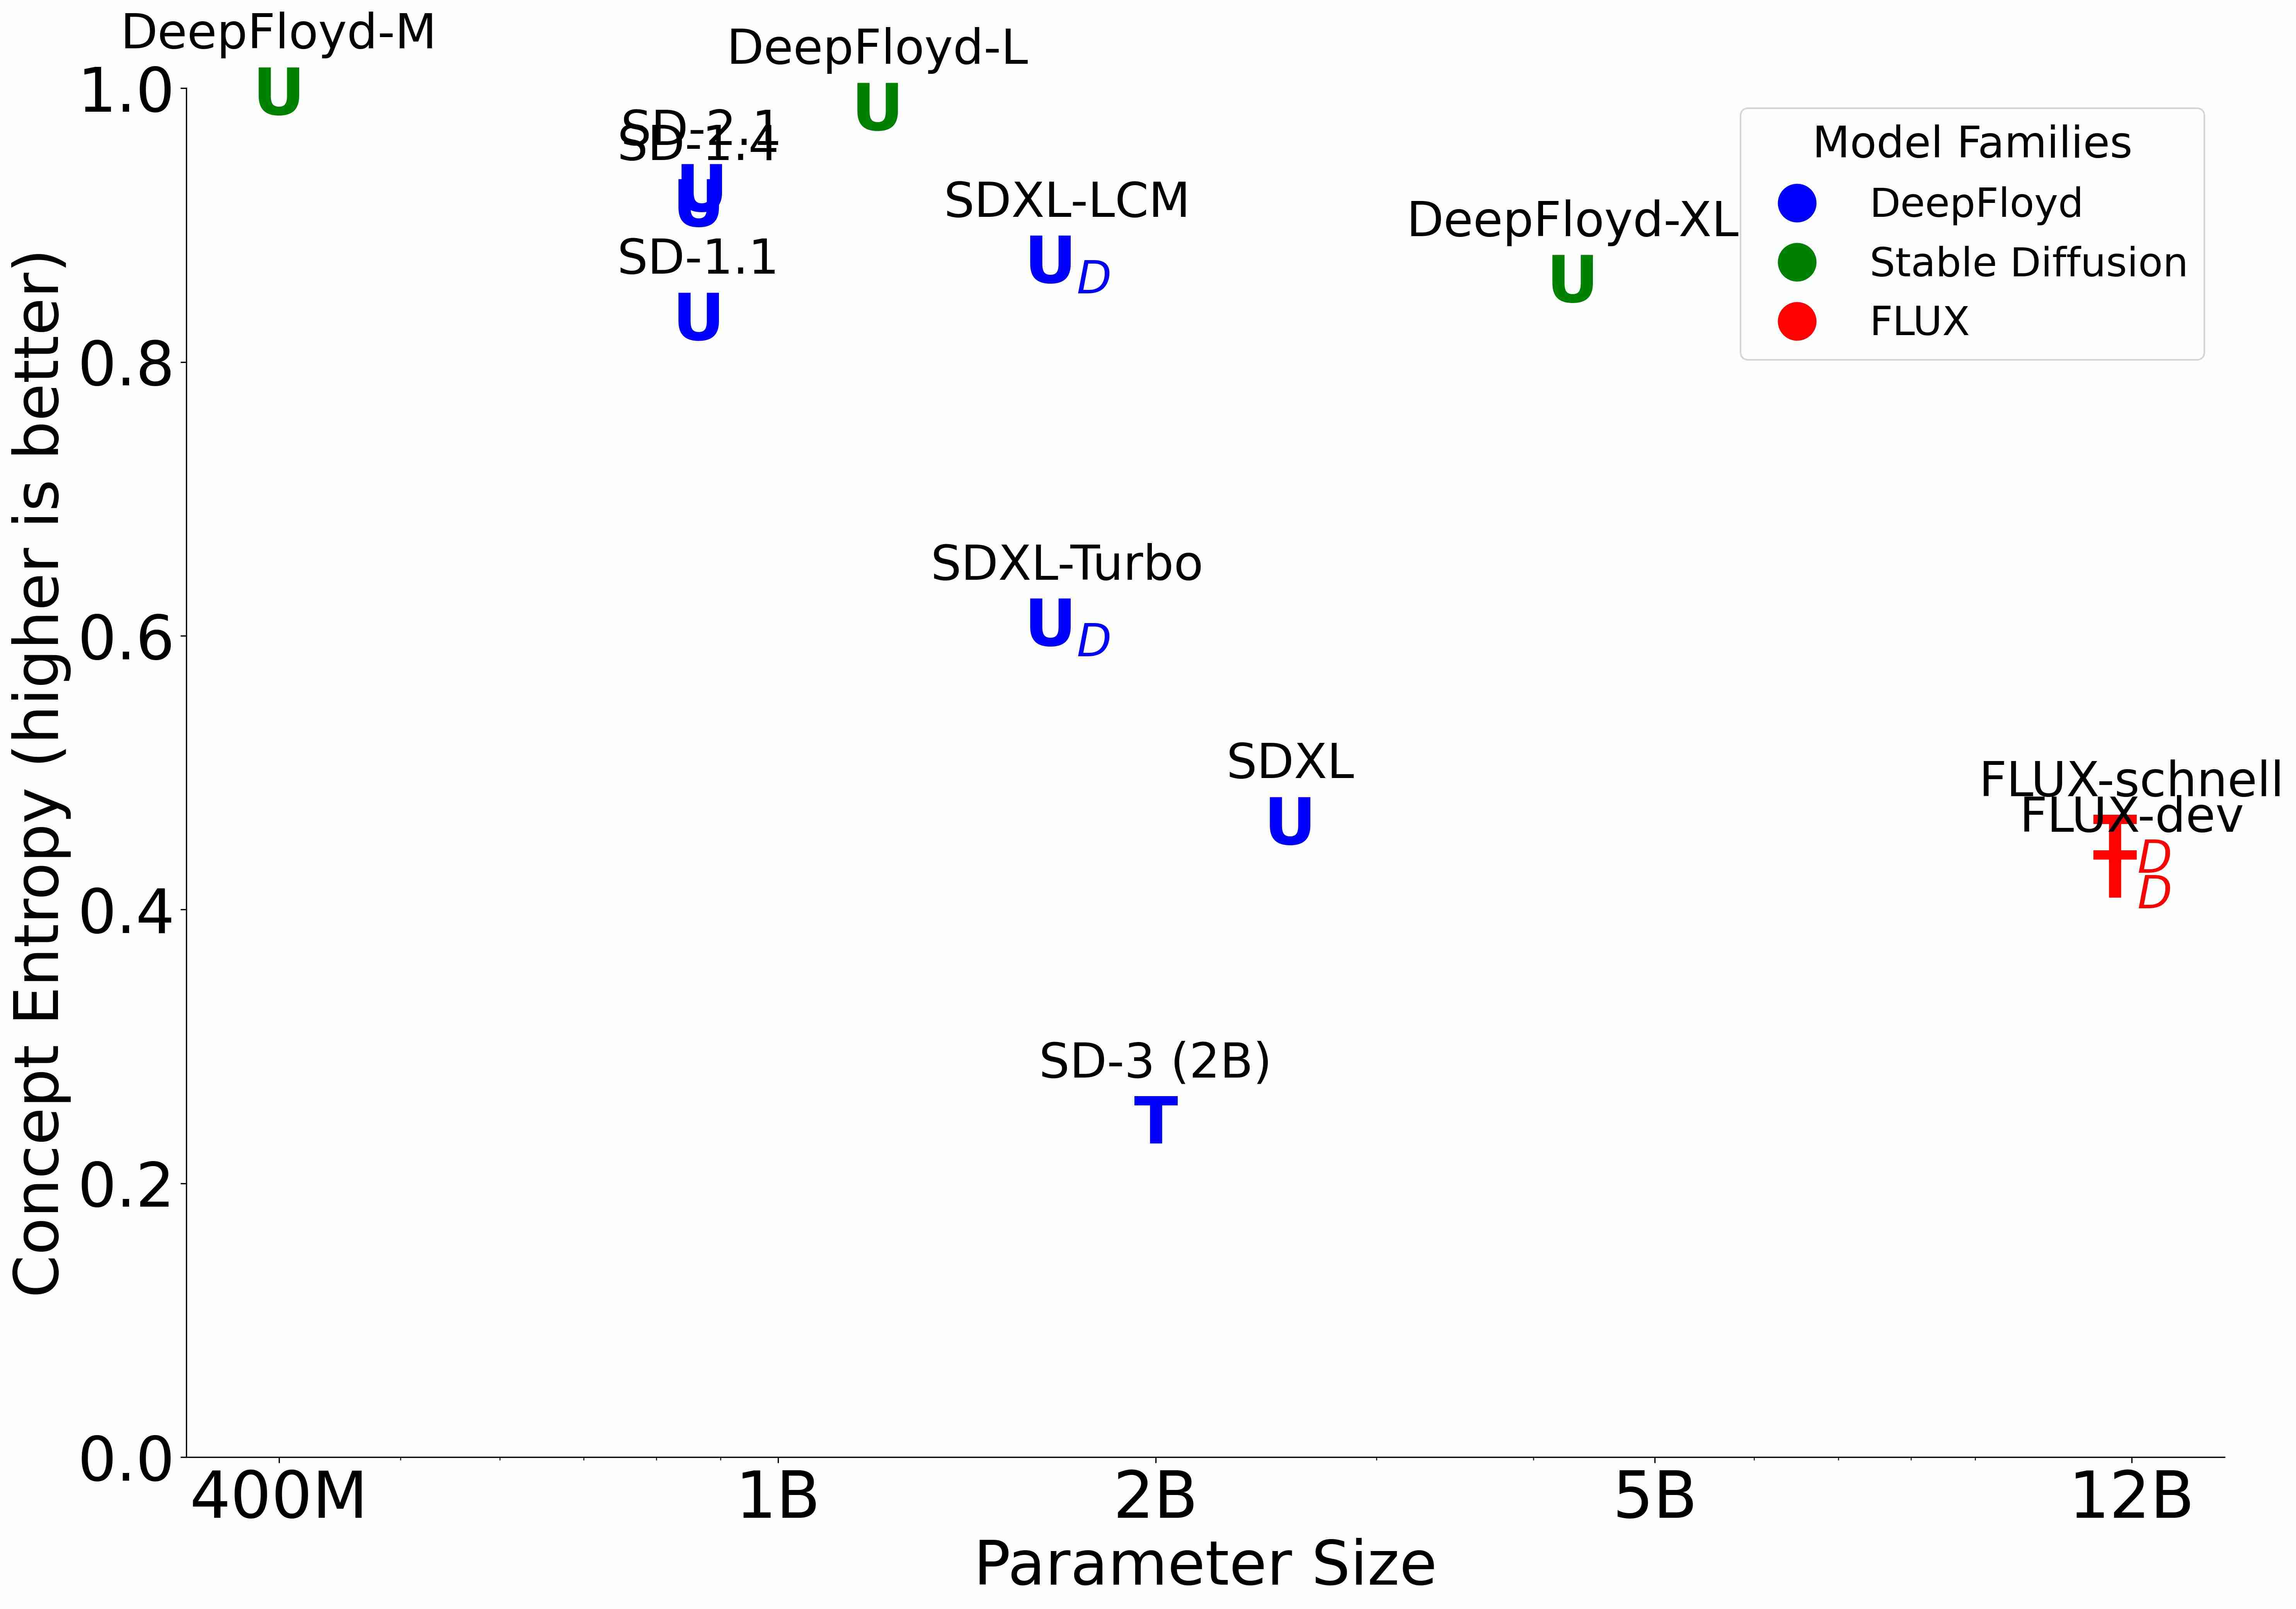 DeepFloyd-M
U
DeepFloyd-L
U
SD-2.1
U
SD-1.4
U
SD-1.1
U
SDXL-LCM
U D
DeepFloyd-XL
U
Model Families
DeepFloyd
Stable Diffusion
FLUX
SDXL-Turbo
U D
SDXL
U
FLUX-schnell
T D
FLUX-dev
T D
SD-3 (2B)
T
Concept Entropy (higher is better)
1.0
0.8
0.6
0.4
0.2
0.0
400M
1B
2B
5B
12B
Parameter Size